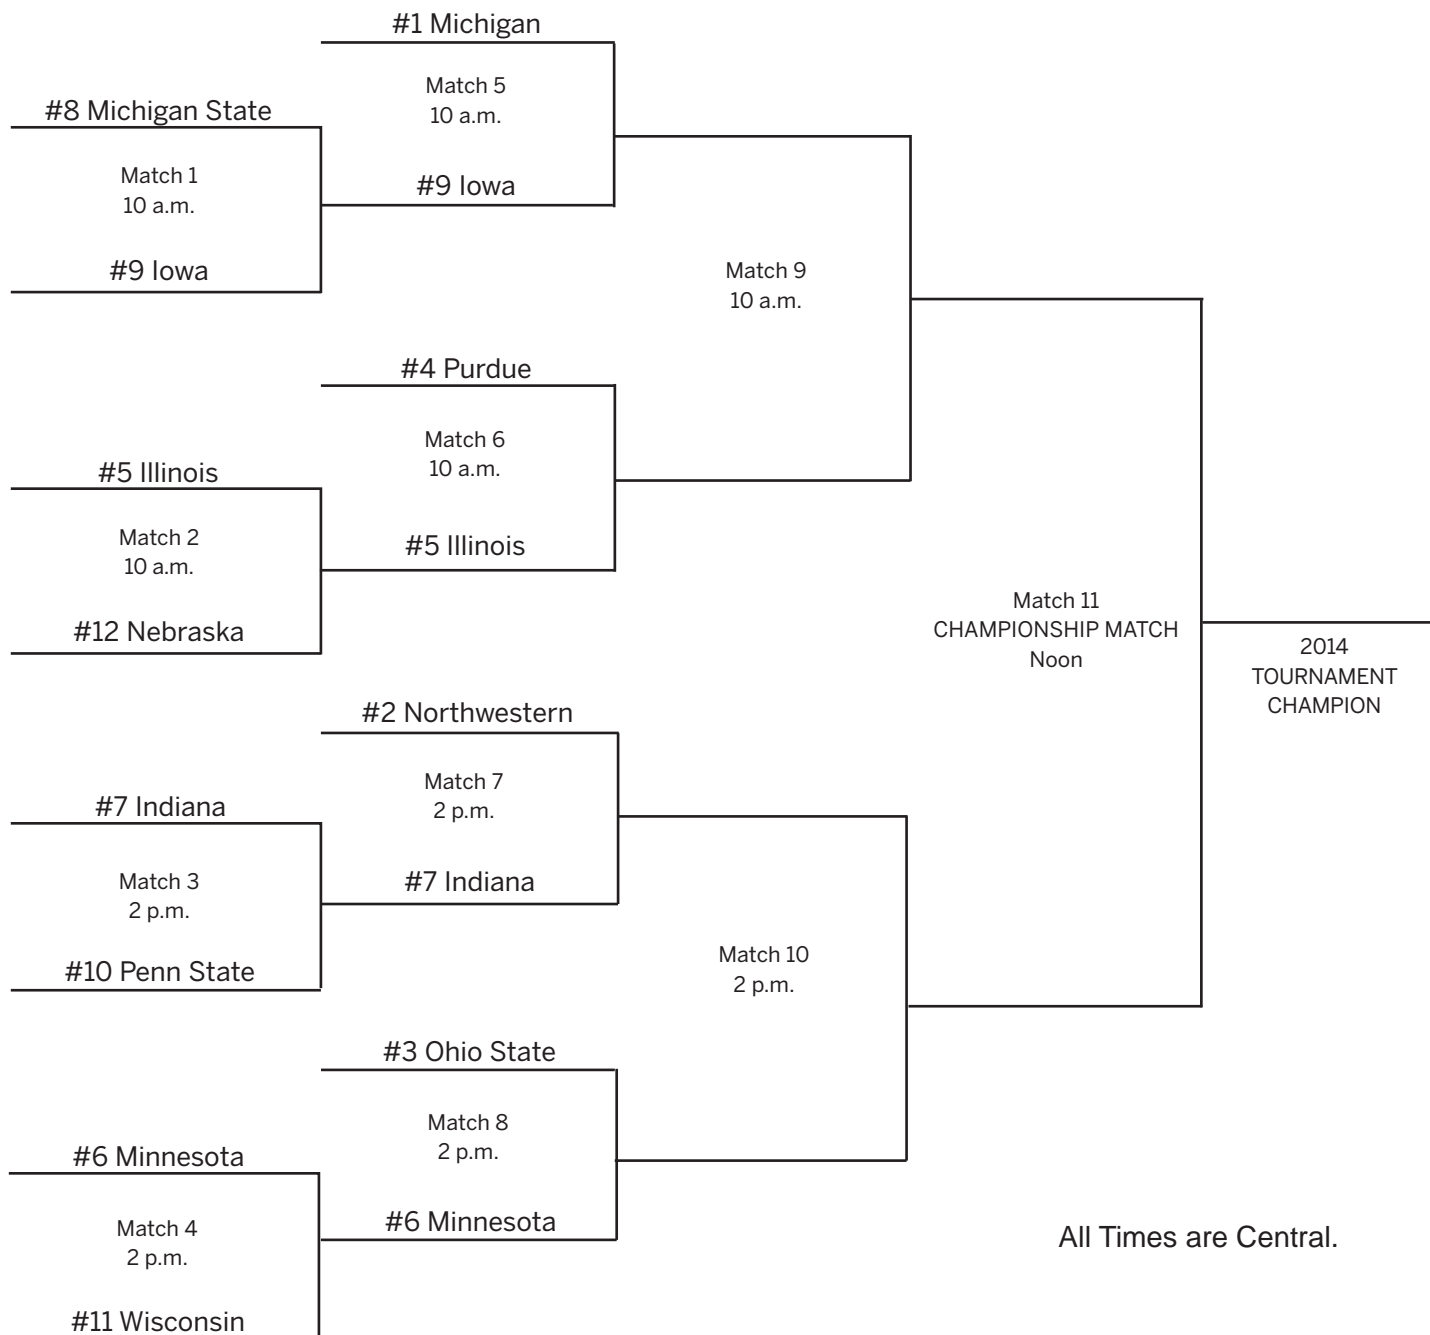 #1 Michigan
Match 5
10 a.m.
#8 Michigan State
Match 1
10 a.m.
#9 Iowa
#9 Iowa
Match 9
10 a.m.
#4 Purdue
Match 6
10 a.m.
#5 Illinois
Match 2
10 a.m.
#5 Illinois
#12 Nebraska
Match 11
CHAMPIONSHIP MATCH
Noon
2014
TOURNAMENT
CHAMPION
#2 Northwestern
Match 7
2 p.m.
#7 Indiana
Match 3
2 p.m.
#7 Indiana
#10 Penn State
Match 10
2 p.m.
#3 Ohio State
Match 8
2 p.m.
#6 Minnesota
Match 4
2 p.m.
#6 Minnesota
#11 Wisconsin
All Times are Central.